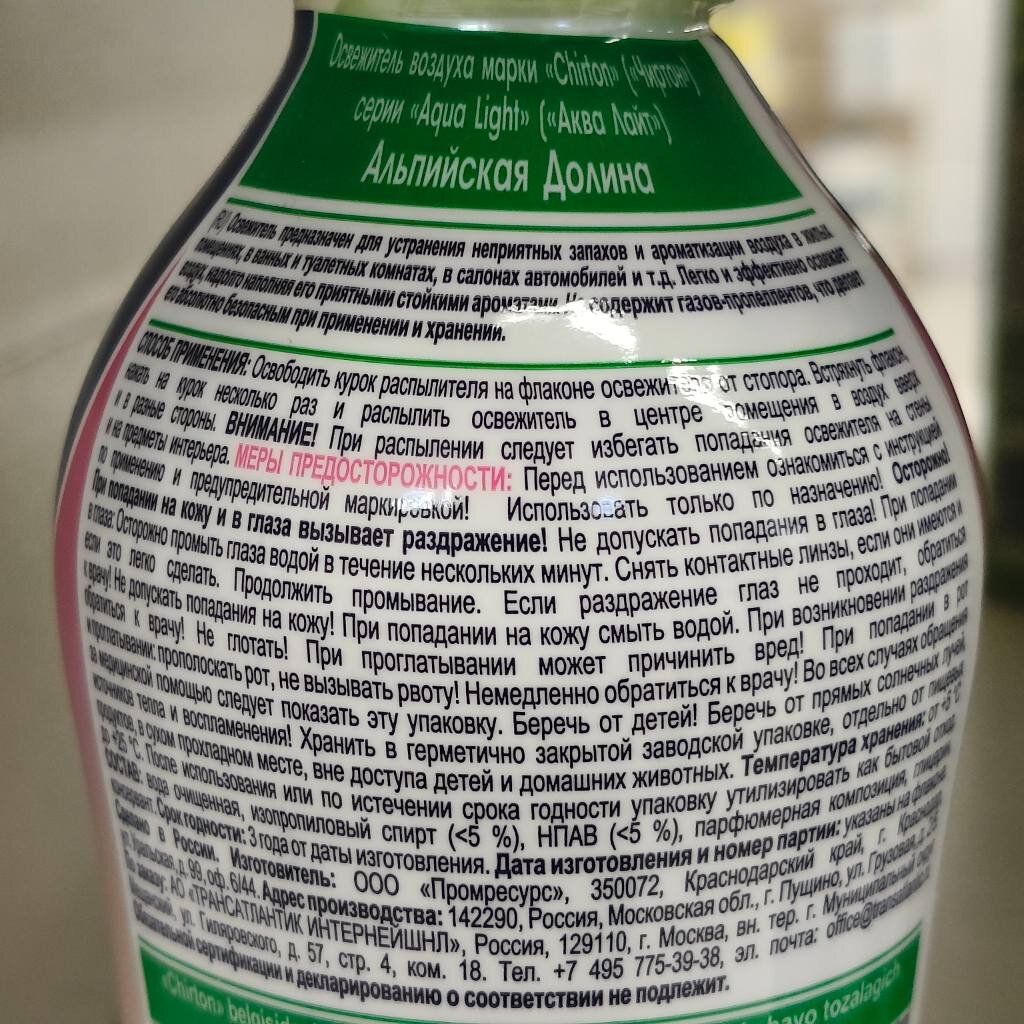 Освежитель воздуха марки «Chirton» («Чиртон»)
серии «Aqua Light» («Аква Лайт»)
Альпийская Долина
(RU) Освежитель предназначен для устранения неприятных запахов и ароматизации воздуха в жилых
помещениях, в ванных и туалетных комнатах, в салонах автомобилей и т.д. Легко и эффективно освежает
воздух, надолго наполняя его приятными стойкими ароматами. Не содержит газов-пропеллентов, что делает
его абсолютно безопасным при применении и хранении.
СПОСОБ ПРИМЕНЕНИЯ: Освободить курок распылителя на флаконе освежителя от стопора. Встряхнуть флакон,
нажать на курок несколько раз и распылить освежитель в центре помещения в воздух вверх
и в разные стороны. ВНИМАНИЕ! При распылении следует избегать попадания освежителя на стены
и на предметы интерьера. МЕРЫ ПРЕДОСТОРОЖНОСТИ: Перед использованием ознакомиться с инструкцией
по применению и предупредительной маркировкой! Использовать только по назначению! Осторожно!
При попадании на кожу и в глаза вызывает раздражение! Не допускать попадания в глаза! При попадании
в глаза: Осторожно промыть глаза водой в течение нескольких минут. Снять контактные линзы, если они имеются и
если это легко сделать. Продолжить промывание. Если раздражение глаз не проходит, обратиться
к врачу! Не допускать попадания на кожу! При попадании на кожу смыть водой. При возникновении раздражения
обратиться к врачу! Не глотать! При проглатывании может причинить вред! При попадании в рот
и проглатывании: прополоскать рот, не вызывать рвоту! Немедленно обратиться к врачу! Во всех случаях обращения
за медицинской помощью следует показать эту упаковку. Беречь от детей! Беречь от прямых солнечных лучей,
источников тепла и воспламенения! Хранить в герметично закрытой заводской упаковке, отдельно от пищевых
продуктов, в сухом прохладном месте, вне доступа детей и домашних животных. Температура хранения: от +5 °С
до +25 °С. После использования или по истечении срока годности упаковку утилизировать как бытовой отход.
СОСТАВ: вода очищенная, изопропиловый спирт (<5 %), НПАВ (<5 %), парфюмерная композиция, глицерин,
консервант. Срок годности: 3 года от даты изготовления. Дата изготовления и номер партии: указаны на флаконе.
Сделано в России. Изготовитель: ООО «Промресурс», 350072, Краснодарский край, г. Краснодар,
ул. Уральская, д. 99, оф. 6/44. Адрес производства: 142290, Россия, Московская обл., г. Пущино, ул. Грузовая, д.
По заказу: АО «ТРАНСАТЛАНТИК ИНТЕРНЕЙШНЛ», Россия, 129110, г. Москва, вн. тер. г. Муниципальный округ
Мещанский, ул. Гиляровского, д. 57, стр. 4, ком. 18. Тел. +7 495 775-39-38, эл. почта:
Обязательной сертификации и декларированию о соответствии не подлежит.
«Chirton» havo tozalagich